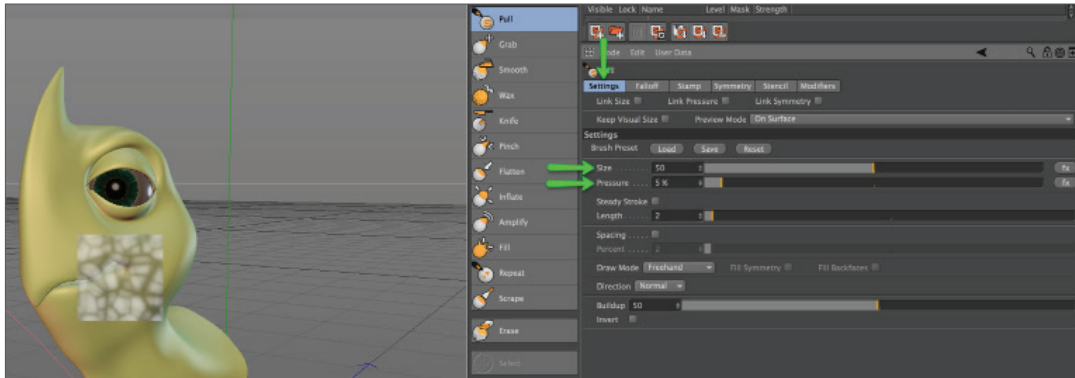 Visible Lock Name Level Mask Strength
Pull
Grab
Smooth
Wax
Knife
Pinch
Flatten
Inflate
Amplify
Fill
Repeat
Scrape
Erase
Select
Edit User Data
Settings Falloff Stamp Symmetry Stencil Modifiers
Link Size Link Pressure Link Symmetry
Keep Visual Size Preview Mode On Surface
Settings
Brush Preset Load Save Reset
Size 50 fx
Pressure 5 % fx
Steady Stroke
Length 2
Spacing
Percent 2
Draw Mode Freehand Fill Symmetry Fill Backfaces
Direction Normal
Buildup 50
Invert